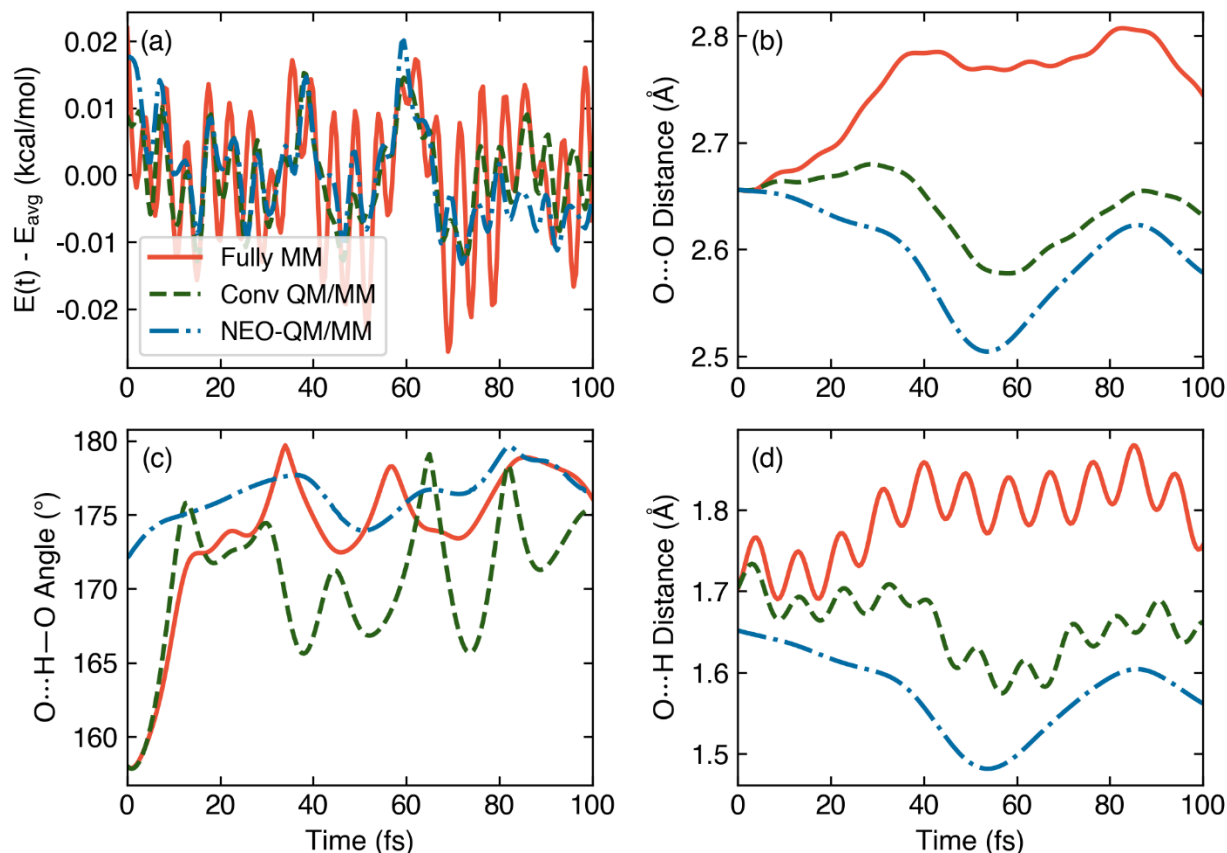 (a)
E(t) - E_avg (kcal/mol)
0.02
0.01
0.00
-0.01
-0.02
Fully MM
Conv QM/MM
NEO-QM/MM
0 20 40 60 80 100
(b)
O···O Distance (Å)
2.8
2.7
2.6
2.5
0 20 40 60 80 100
(c)
O···H—O Angle (°)
180
175
170
165
160
0 20 40 60 80 100
Time (fs)
(d)
O···H Distance (Å)
1.8
1.7
1.6
1.5
0 20 40 60 80 100
Time (fs)